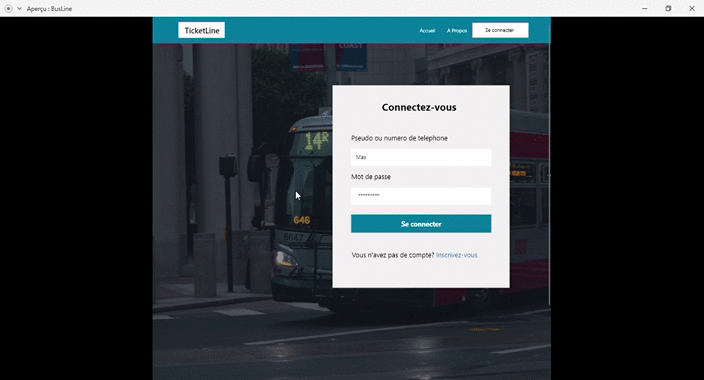 Aperçu : BusLine
TicketLine
Accueil
A Propos
Se connecter
COAST
14R
646
6647
Connectez-vous
Pseudo ou numero de telephone
Max
Mot de passe
*********
Se connecter
Vous n'avez pas de compte? Inscrivez-vous